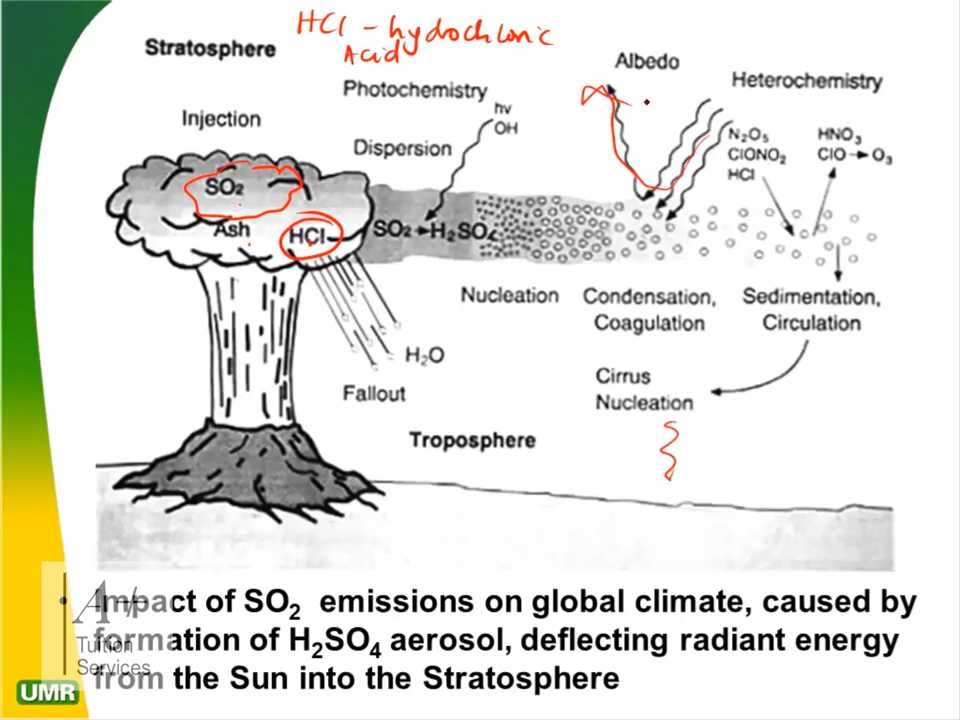 HCl - hydrochloric
Acid
Stratosphere
Albedo
Photochemistry
Heterochemistry
hν
OH
Injection
Dispersion
N₂O₅
ClONO₂
HCl
HNO₃
ClO → O₃
SO₂
Ash
HCl
SO₂ → H₂SO₄
Nucleation
Condensation,
Coagulation
Sedimentation,
Circulation
H₂O
Fallout
Cirrus
Nucleation
Troposphere
• Impact of SO₂ emissions on global climate, caused by
formation of H₂SO₄ aerosol, deflecting radiant energy
from the Sun into the Stratosphere
A+
Tuition
Services
UMR